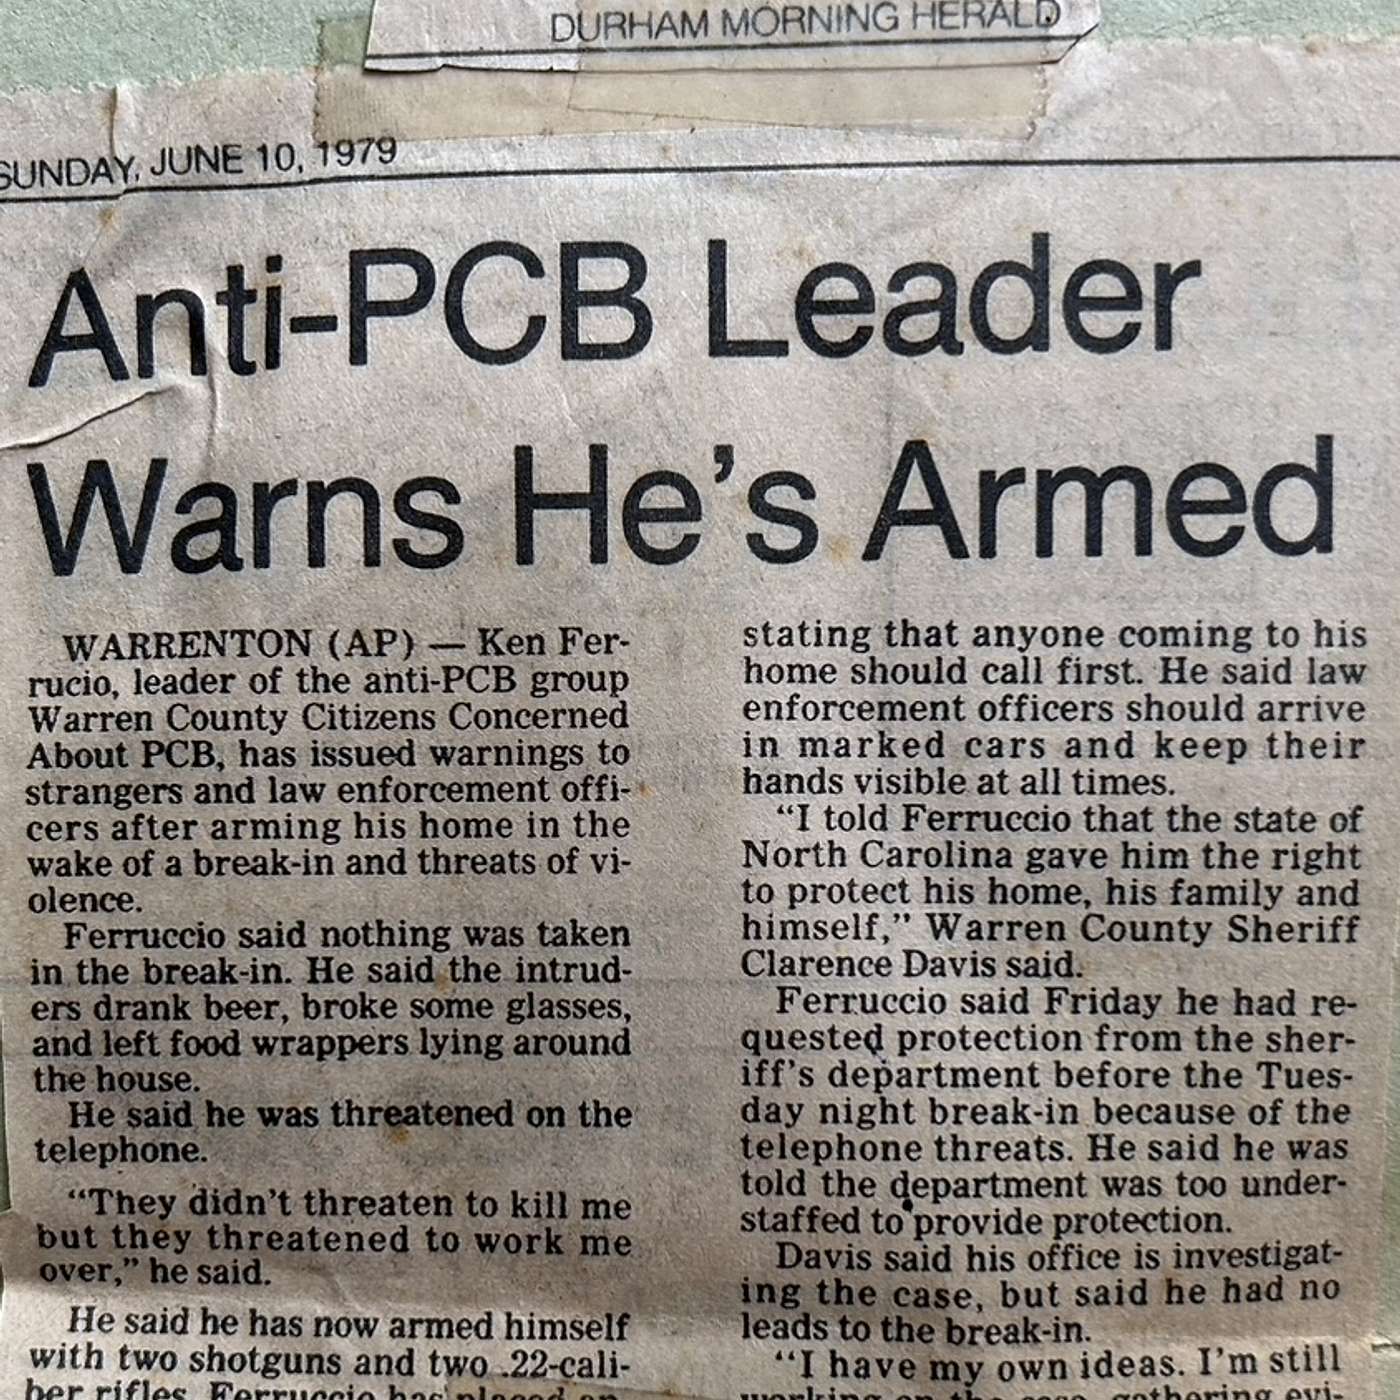 DURHAM MORNING HERALD
SUNDAY, JUNE 10, 1979
Anti-PCB Leader
Warns He's Armed
WARRENTON (AP) — Ken Fer-
rucio, leader of the anti-PCB group
Warren County Citizens Concerned
About PCB, has issued warnings to
strangers and law enforcement offi-
cers after arming his home in the
wake of a break-in and threats of vi-
olence.
Ferruccio said nothing was taken
in the break-in. He said the intrud-
ers drank beer, broke some glasses,
and left food wrappers lying around
the house.
He said he was threatened on the
telephone.
“They didn't threaten to kill me
but they threatened to work me
over,” he said.
He said he has now armed himself
with two shotguns and two .22-cali-
ber rifles. Ferruccio has placed an
stating that anyone coming to his
home should call first. He said law
enforcement officers should arrive
in marked cars and keep their
hands visible at all times.
“I told Ferruccio that the state of
North Carolina gave him the right
to protect his home, his family and
himself,” Warren County Sheriff
Clarence Davis said.
Ferruccio said Friday he had re-
quested protection from the sher-
iff's department before the Tues-
day night break-in because of the
telephone threats. He said he was
told the department was too under-
staffed to provide protection.
Davis said his office is investigat-
ing the case, but said he had no
leads to the break-in.
“I have my own ideas. I'm still
working on the case, gathering evi-